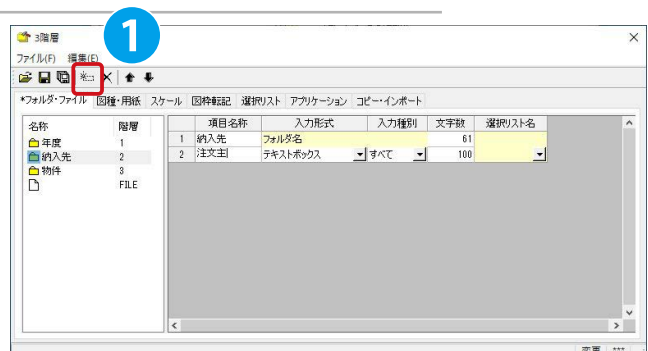 1
3階層
ファイル(F) 編集(E)
*フォルダ・ファイル 図種・用紙 スケール 図枠転記 選択リスト アプリケーション コピー・インポート
名称 階層
年度 1
納入先 2
物件 3
FILE
項目名称 入力形式 入力種別 文字数 選択リスト名
1 納入先 フォルダ名 61
2 注文主 テキストボックス すべて 100
変更 ***